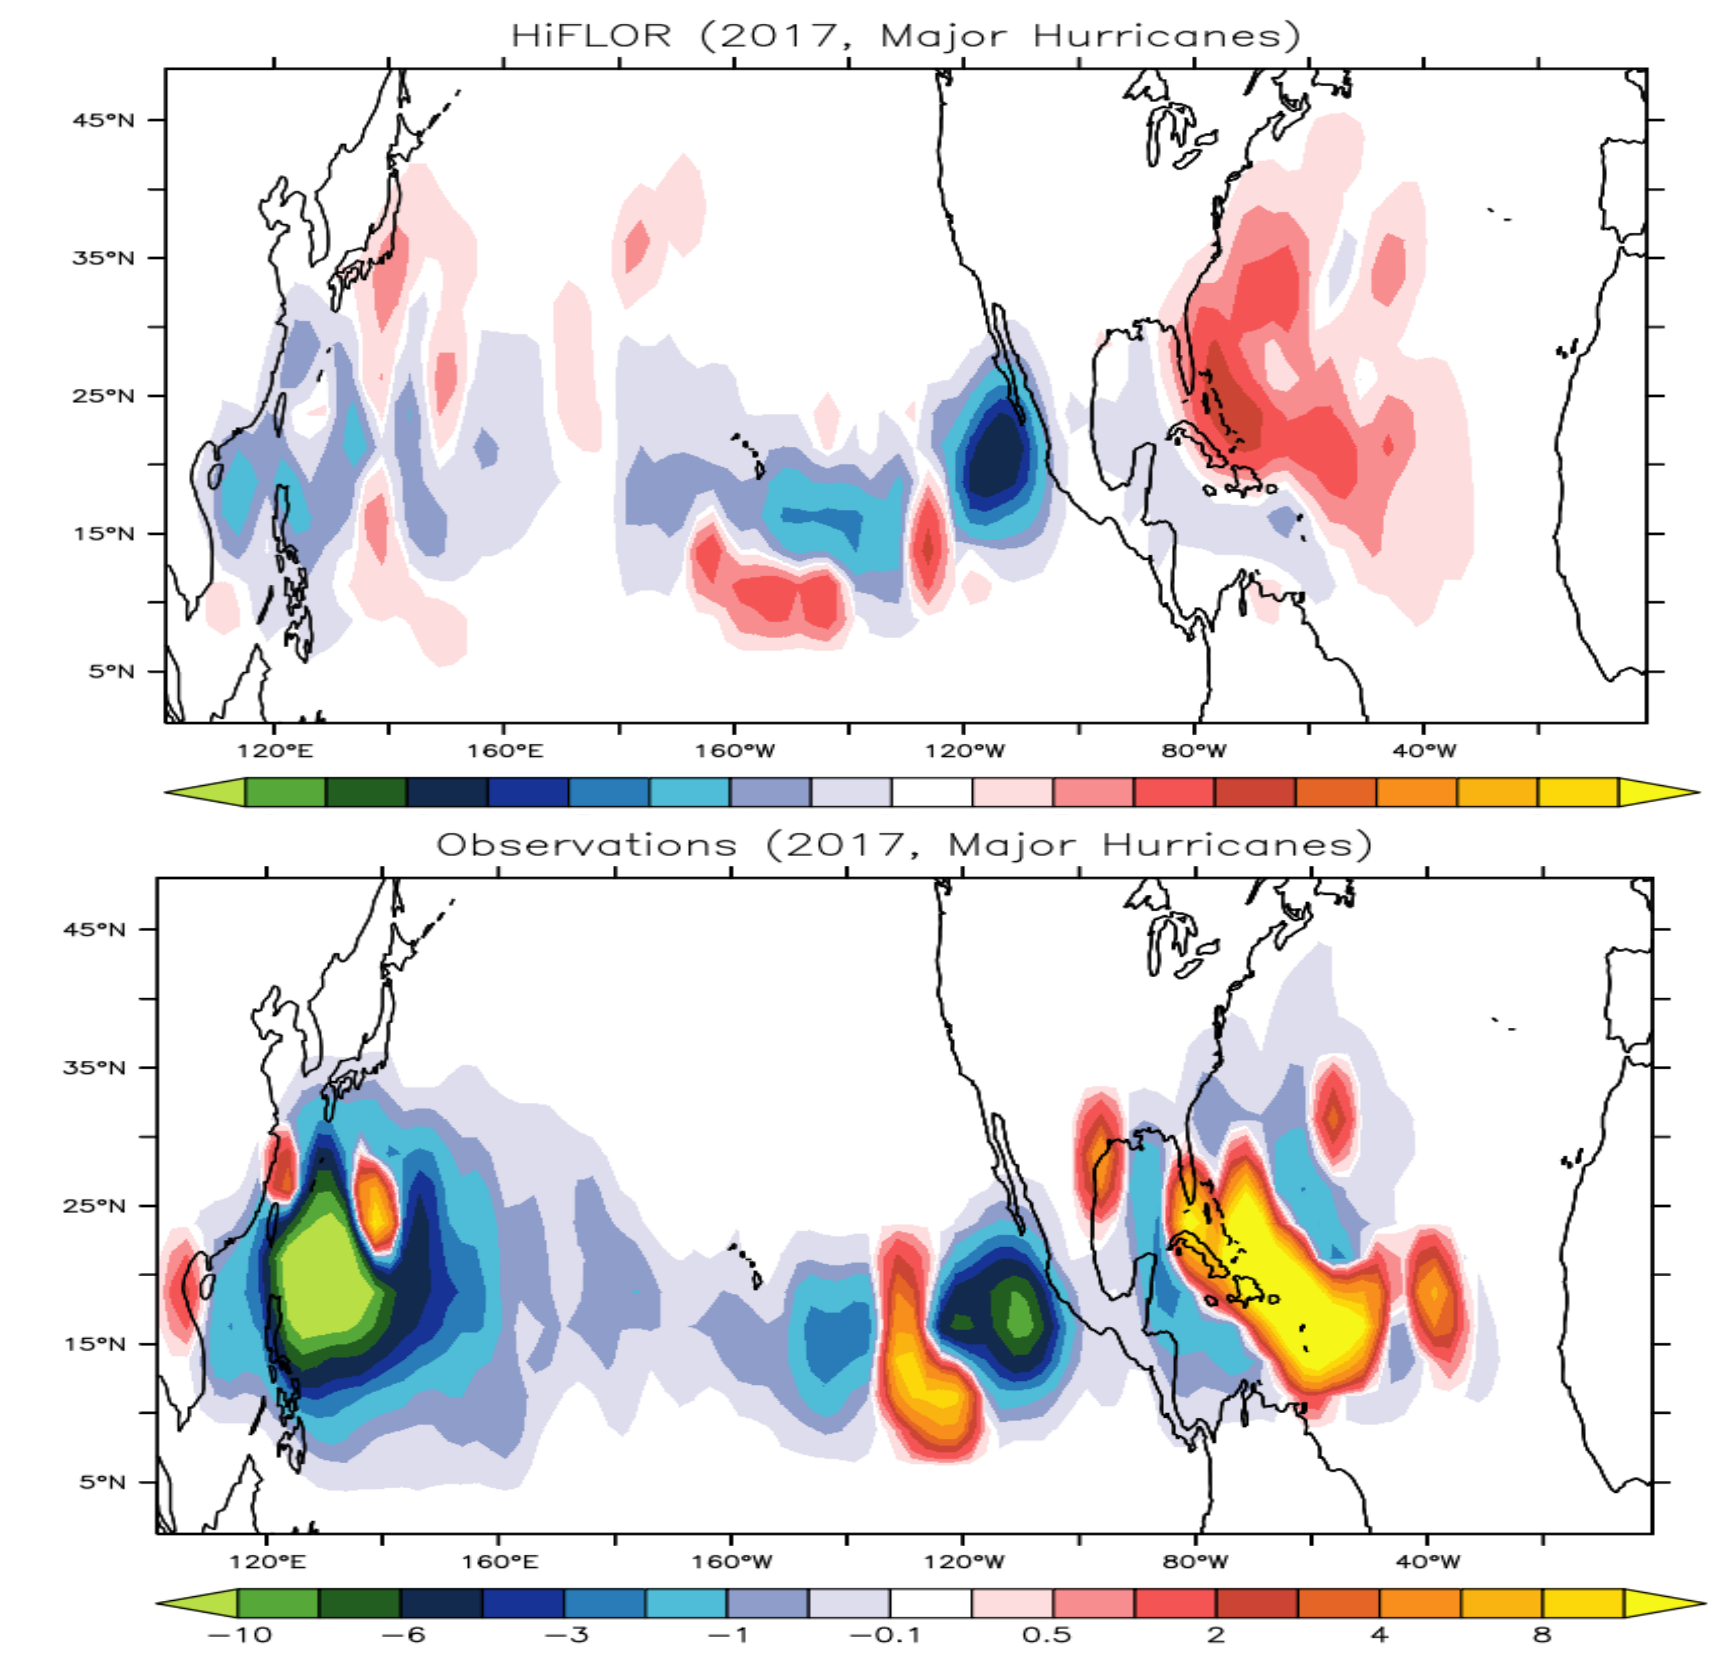 HiFLOR (2017, Major Hurricanes)
45°N
35°N
25°N
15°N
5°N
120°E 160°E 160°W 120°W 80°W 40°W
Observations (2017, Major Hurricanes)
45°N
35°N
25°N
15°N
5°N
120°E 160°E 160°W 120°W 80°W 40°W
−10 −6 −3 −1 −0.1 0.5 2 4 8